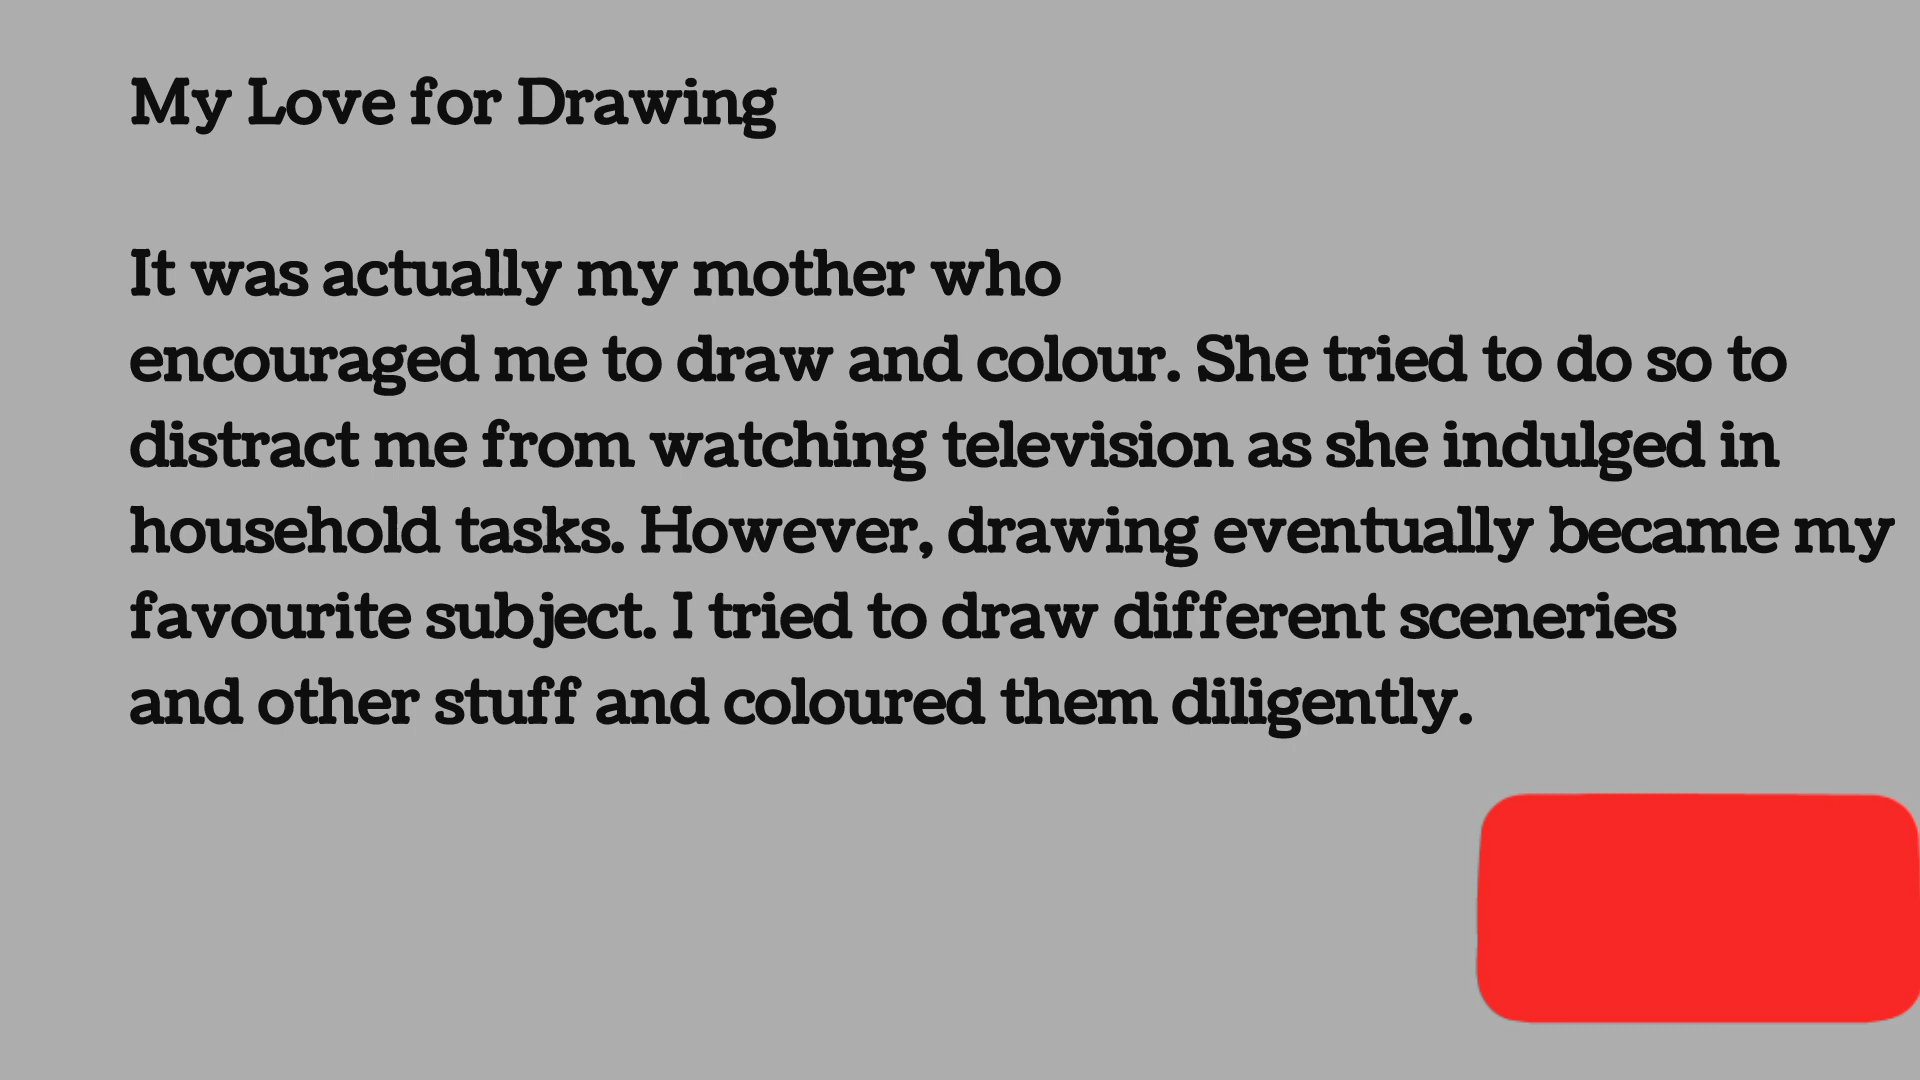 My Love for Drawing
It was actually my mother who
encouraged me to draw and colour. She tried to do so to
distract me from watching television as she indulged in
household tasks. However, drawing eventually became my
favourite subject. I tried to draw different sceneries
and other stuff and coloured them diligently.